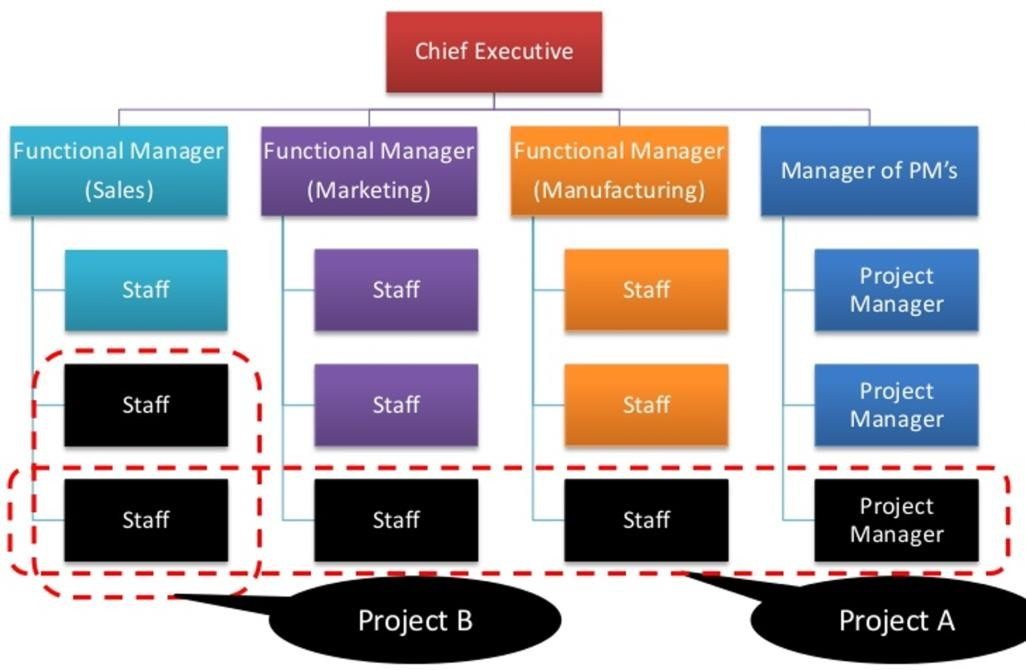 Chief Executive
Functional Manager
(Sales)
Functional Manager
(Marketing)
Functional Manager
(Manufacturing)
Manager of PM's
Staff
Staff
Staff
Project
Manager
Staff
Staff
Staff
Project
Manager
Staff
Staff
Staff
Project
Manager
Project B
Project A